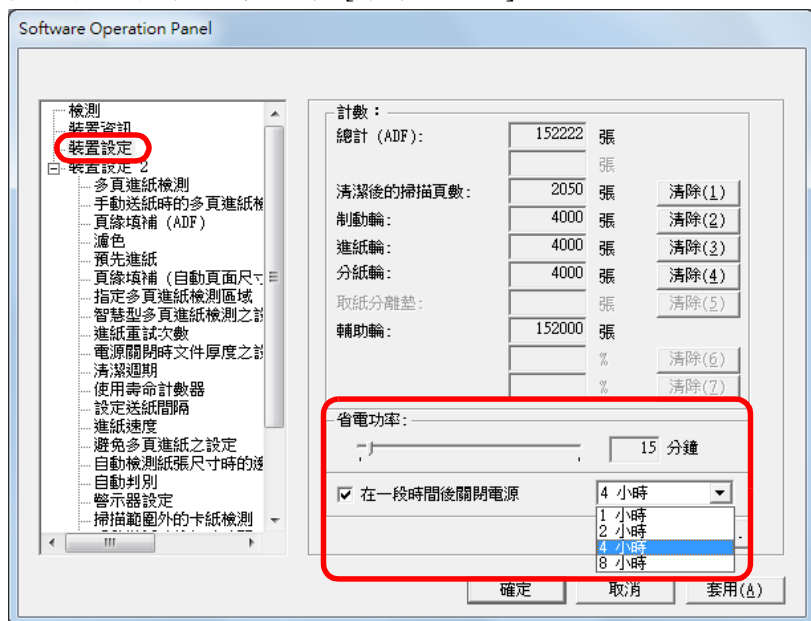 Software Operation Panel
檢測
裝置資訊
裝置設定
裝置設定 2
多頁進紙檢測
手動送紙時的多頁進紙檢
頁緣填補 (ADF)
濾色
預先進紙
頁緣填補 (自動頁面尺寸
指定多頁進紙檢測區域
智慧型多頁進紙檢測之設
進紙重試次數
電源關閉時文件厚度之設
清潔週期
使用壽命計數器
設定送紙間隔
進紙速度
避免多頁進紙之設定
自動檢測紙張尺寸時的邊
自動判別
警示器設定
掃描範圍外的卡紙檢測
計數：
總計 (ADF): 152222 張
張
清潔後的掃描頁數: 2050 張 清除(1)
制動輪: 4000 張 清除(2)
進紙輪: 4000 張 清除(3)
分紙輪: 4000 張 清除(4)
取紙分離墊: 張 清除(5)
輔助輪: 152000 張
% 清除(6)
% 清除(7)
省電功率:
15 分鐘
在一段時間後關閉電源 4 小時
1 小時
2 小時
4 小時
8 小時
確定 取消 套用(A)